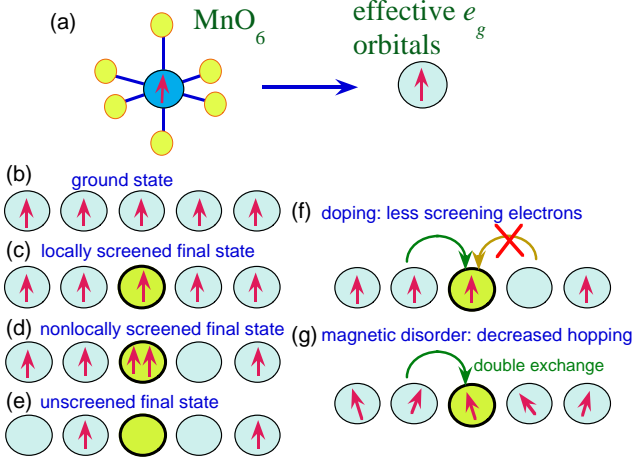 (a)
MnO6
effective eg
orbitals
(b)
ground state
(c) locally screened final state
(d) nonlocally screened final state
(e) unscreened final state
(f)
doping: less screening electrons
(g)
magnetic disorder: decreased hopping
double exchange